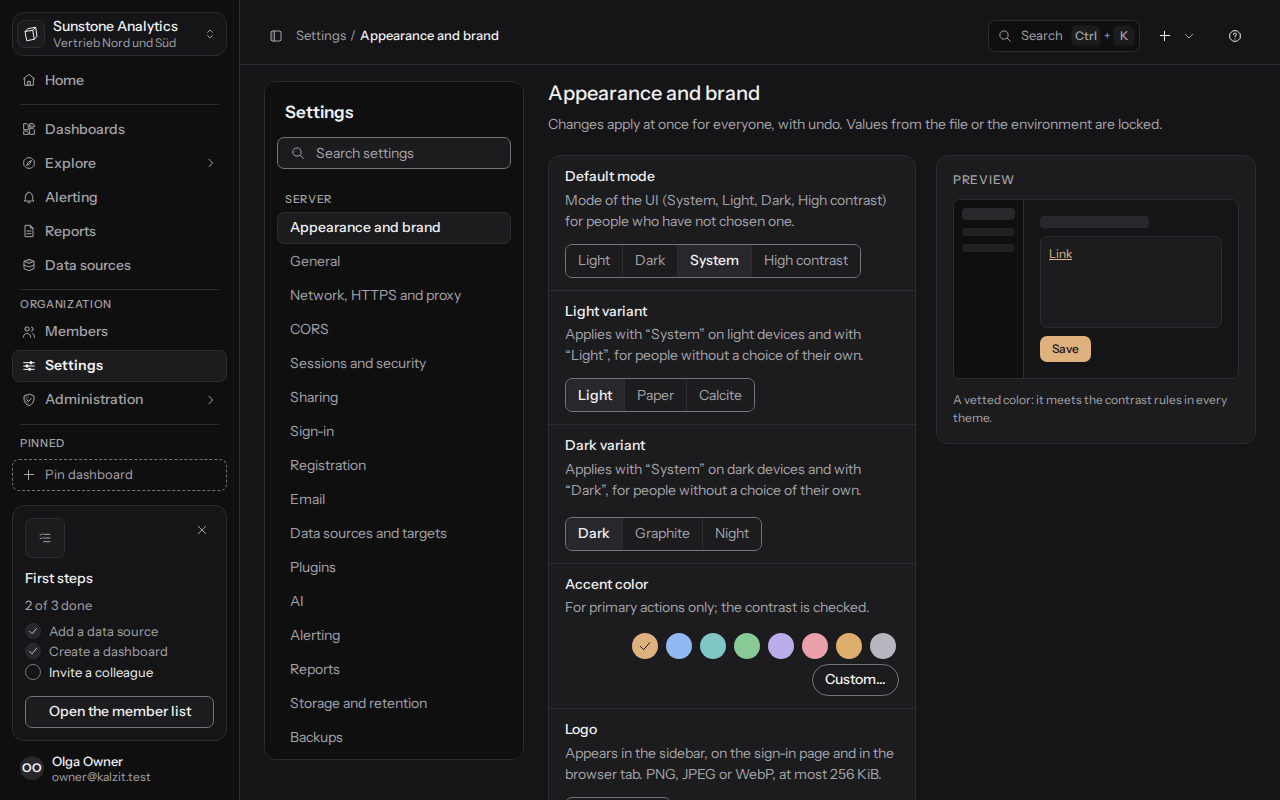 Sunstone Analytics
Vertrieb Nord und Süd
Home
Dashboards
Explore
Alerting
Reports
Data sources
ORGANIZATION
Members
Settings
Administration
PINNED
Pin dashboard
First steps
2 of 3 done
Add a data source
Create a dashboard
Invite a colleague
Open the member list
OO
Olga Owner
owner@kalzit.test
Settings / Appearance and brand
Search Ctrl + K
Settings
Search settings
SERVER
Appearance and brand
General
Network, HTTPS and proxy
CORS
Sessions and security
Sharing
Sign-in
Registration
Email
Data sources and targets
Plugins
AI
Alerting
Reports
Storage and retention
Backups
Appearance and brand
Changes apply at once for everyone, with undo. Values from the file or the environment are locked.
Default mode
Mode of the UI (System, Light, Dark, High contrast)
for people who have not chosen one.
Light Dark System High contrast
Light variant
Applies with “System” on light devices and with
“Light”, for people without a choice of their own.
Light Paper Calcite
Dark variant
Applies with “System” on dark devices and with
“Dark”, for people without a choice of their own.
Dark Graphite Night
Accent color
For primary actions only; the contrast is checked.
Custom…
Logo
Appears in the sidebar, on the sign-in page and in the
browser tab. PNG, JPEG or WebP, at most 256 KiB.
PREVIEW
Link
Save
A vetted color: it meets the contrast rules in every
theme.